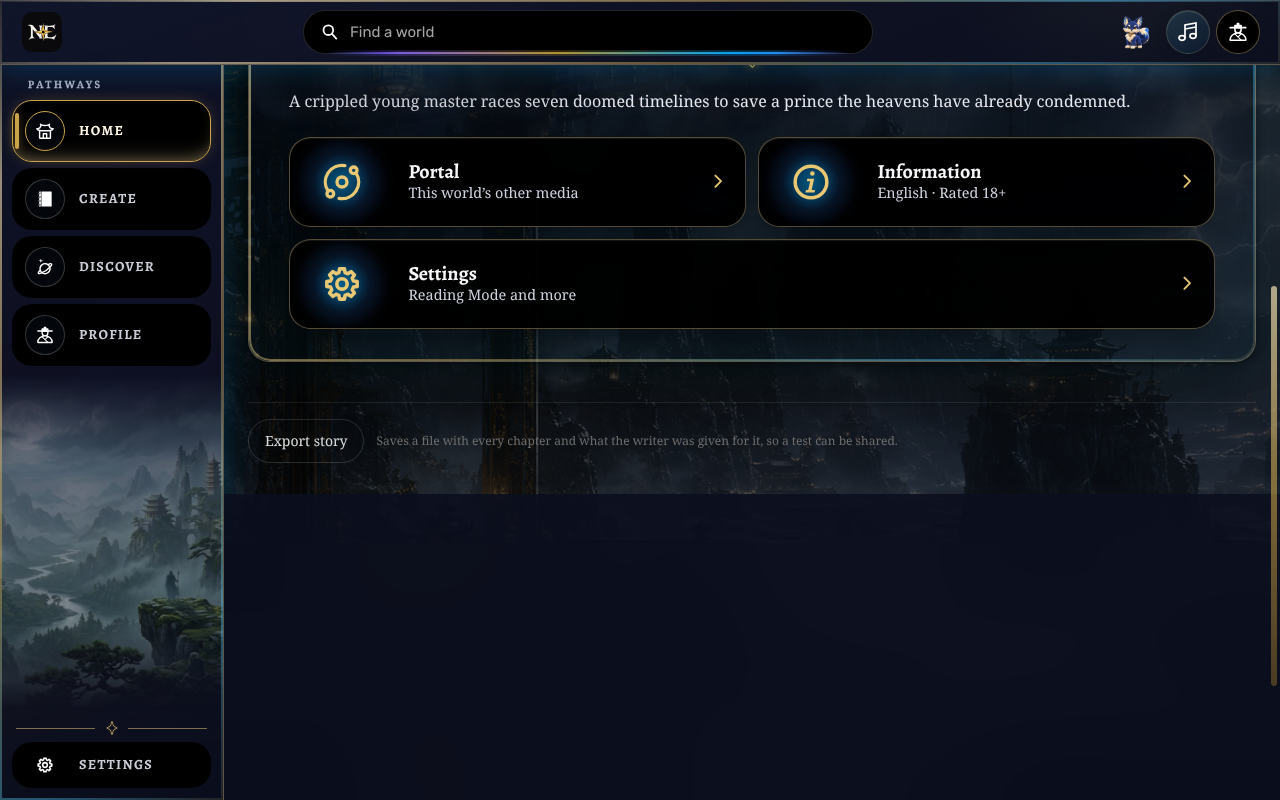 NE
Find a world
PATHWAYS
HOME
CREATE
DISCOVER
PROFILE
SETTINGS
A crippled young master races seven doomed timelines to save a prince the heavens have already condemned.
Portal
This world’s other media
Information
English · Rated 18+
Settings
Reading Mode and more
Export story
Saves a file with every chapter and what the writer was given for it, so a test can be shared.